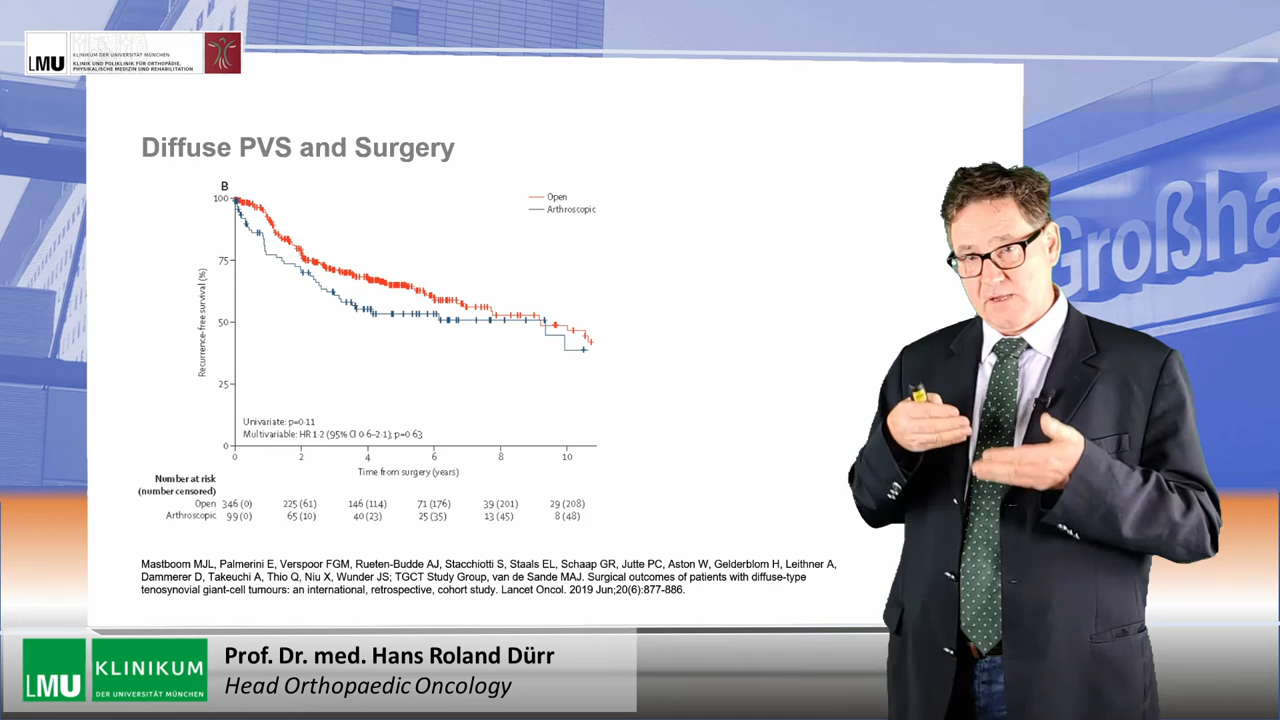 LMU
KLINIKUM DER UNIVERSITÄT MÜNCHEN
KLINIK UND POLIKLINIK FÜR ORTHOPÄDIE,
PHYSIKALISCHE MEDIZIN UND REHABILITATION
Diffuse PVS and Surgery
B
Open
Arthroscopic
100
75
50
25
0
Recurrence-free survival (%)
Univariate: p=0·11
Multivariable: HR 1·2 (95% CI 0·6–2·1); p=0·63
0 2 4 6 8 10
Time from surgery (years)
Number at risk
(number censored)
Open 346 (0) 225 (61) 146 (114) 71 (176) 39 (201) 29 (208)
Arthroscopic 99 (0) 65 (10) 40 (23) 25 (35) 13 (45) 8 (48)
Mastboom MJL, Palmerini E, Verspoor FGM, Rueten-Budde AJ, Stacchiotti S, Staals EL, Schaap GR, Jutte PC, Aston W, Gelderblom H, Leithner A,
Dammerer D, Takeuchi A, Thio Q, Niu X, Wunder JS; TGCT Study Group, van de Sande MAJ. Surgical outcomes of patients with diffuse-type
tenosynovial giant-cell tumours: an international, retrospective, cohort study. Lancet Oncol. 2019 Jun;20(6):877-886.
Großha
LMU
KLINIKUM
DER UNIVERSITÄT MÜNCHEN
Prof. Dr. med. Hans Roland Dürr
Head Orthopaedic Oncology